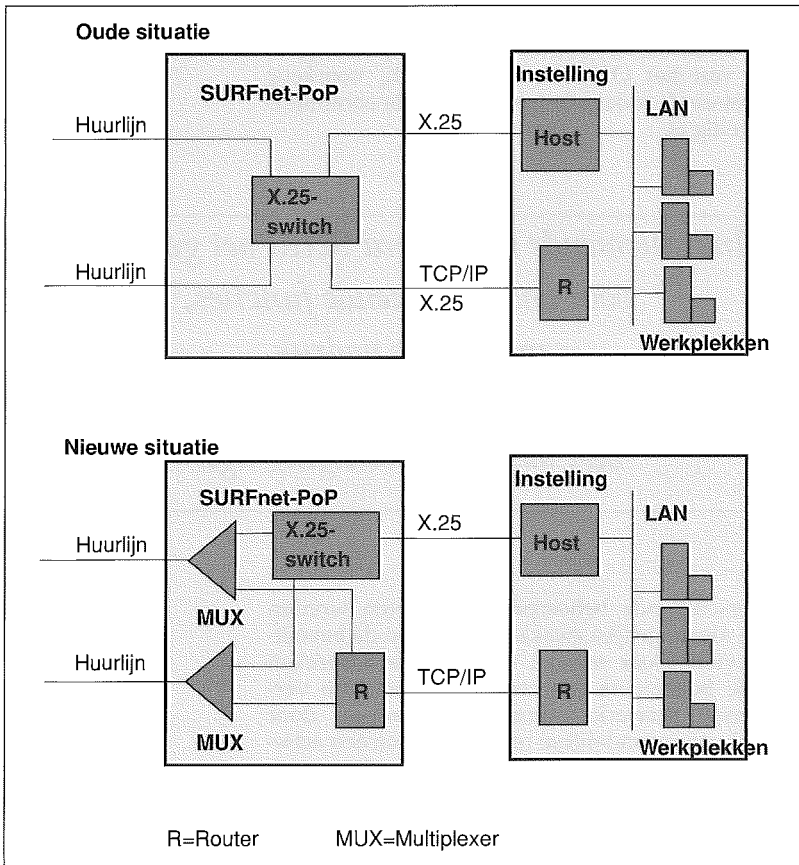 Oude situatie
SURFnet-PoP
Huurlijn
X.25-
switch
Huurlijn
X.25
TCP/IP
X.25
Instelling
Host
LAN
R
Werkplekken
Nieuwe situatie
SURFnet-PoP
Huurlijn
X.25-
switch
MUX
Huurlijn
R
MUX
X.25
TCP/IP
Instelling
Host
LAN
R
Werkplekken
R=Router MUX=Multiplexer